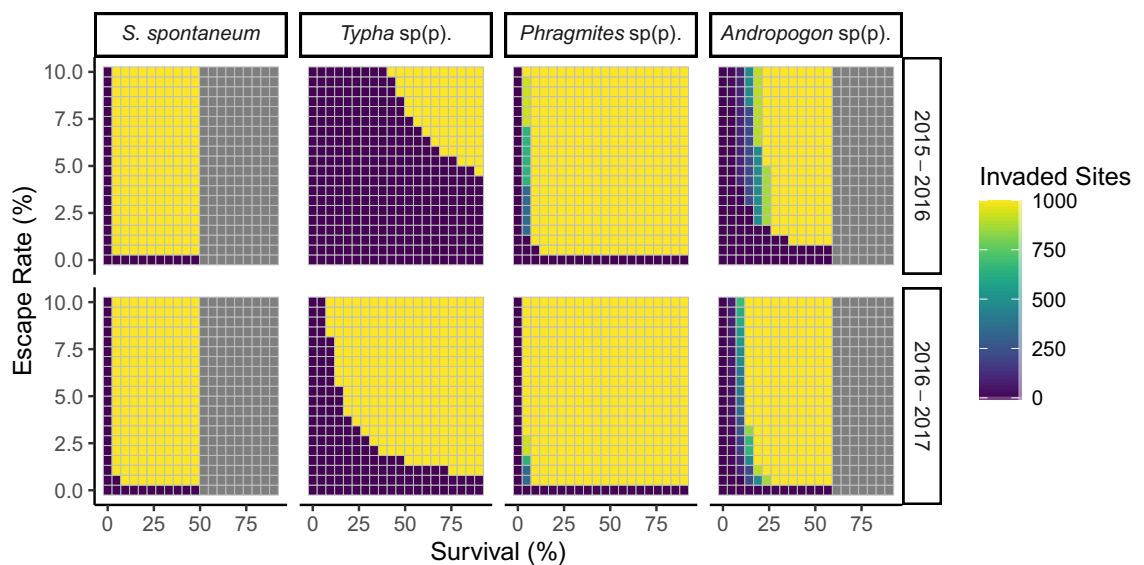 S. spontaneum
Typha sp(p).
Phragmites sp(p).
Andropogon sp(p).
10.0
7.5
5.0
2.5
0.0
2015 – 2016
10.0
7.5
5.0
2.5
0.0
2016 – 2017
Escape Rate (%)
0 25 50 75
0 25 50 75
0 25 50 75
0 25 50 75
Survival (%)
Invaded Sites
1000
750
500
250
0